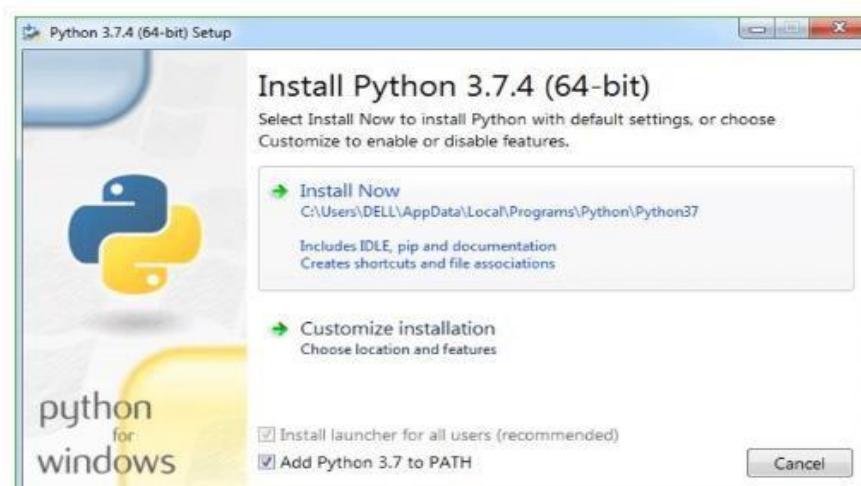 Python 3.7.4 (64-bit) Setup
Install Python 3.7.4 (64-bit)
Select Install Now to install Python with default settings, or choose
Customize to enable or disable features.
Install Now
C:\Users\DELL\AppData\Local\Programs\Python\Python37
Includes IDLE, pip and documentation
Creates shortcuts and file associations
Customize installation
Choose location and features
python
for
windows
Install launcher for all users (recommended)
Add Python 3.7 to PATH
Cancel